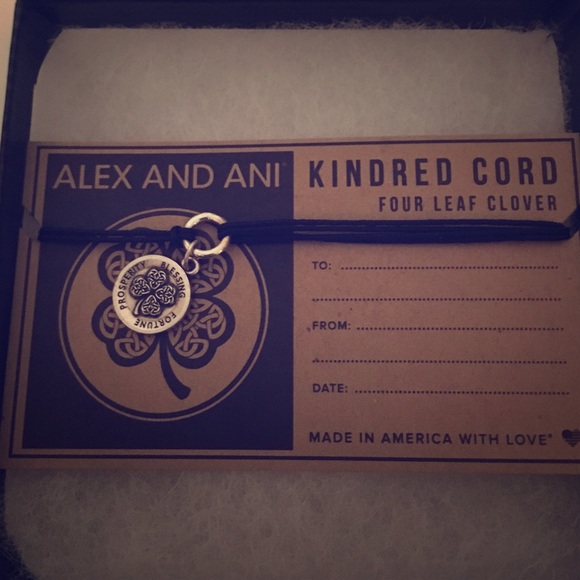 ALEX AND ANI
KINDRED CORD
FOUR LEAF CLOVER
PROSPERITY BLESSING FORTUNE
TO:
FROM:
DATE:
MADE IN AMERICA WITH LOVE®